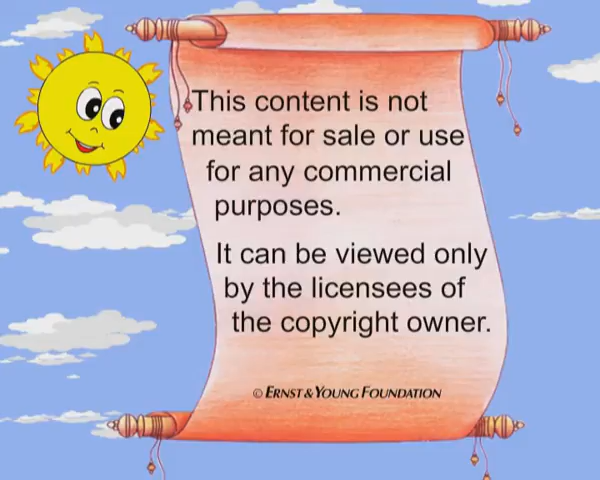 This content is not
meant for sale or use
for any commercial
purposes.
It can be viewed only
by the licensees of
the copyright owner.
© ERNST & YOUNG FOUNDATION